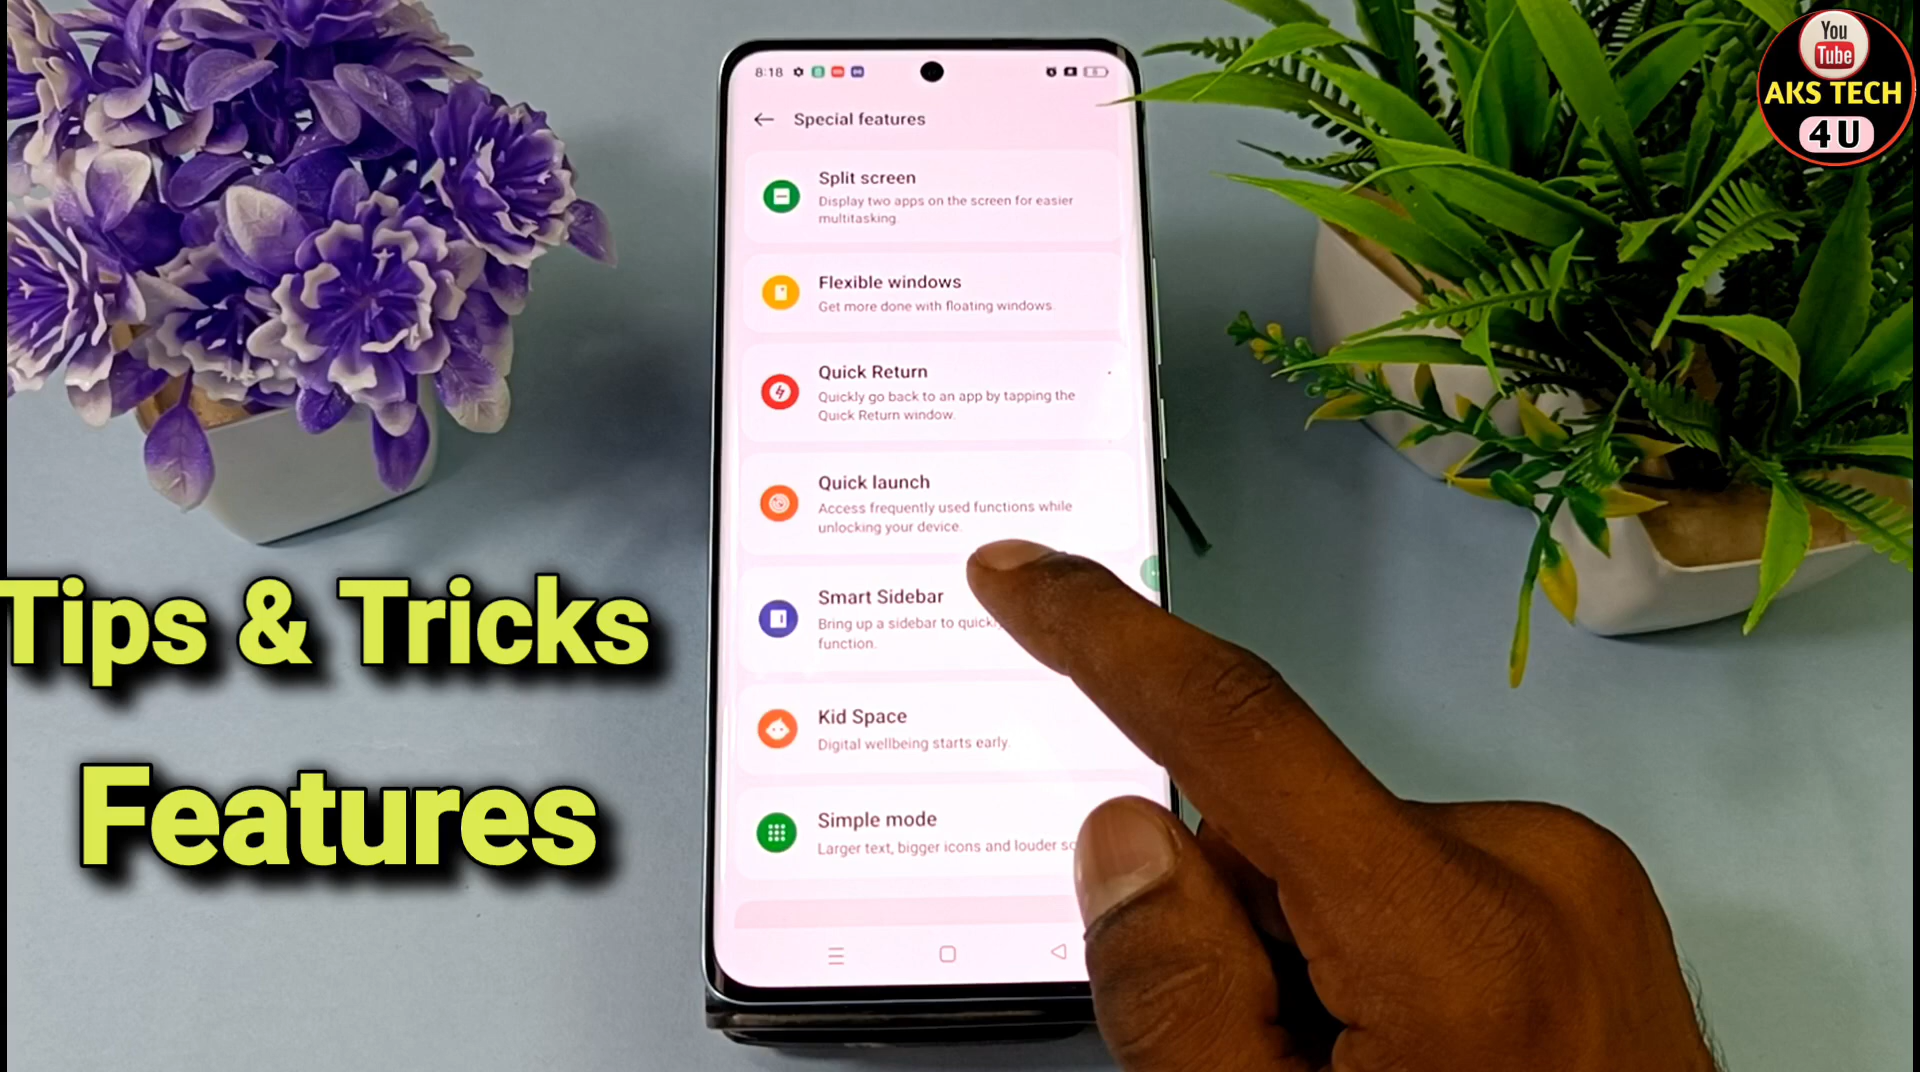 8:18
Special features
Split screen
Display two apps on the screen for easier
multitasking.
Flexible windows
Get more done with floating windows.
Quick Return
Quickly go back to an app by tapping the
Quick Return window.
Quick launch
Access frequently used functions while
unlocking your device.
Smart Sidebar
Bring up a sidebar to quickly
function.
Kid Space
Digital wellbeing starts early.
Simple mode
Larger text, bigger icons and louder
Tips & Tricks
Features
You
Tube
AKS TECH
4 U